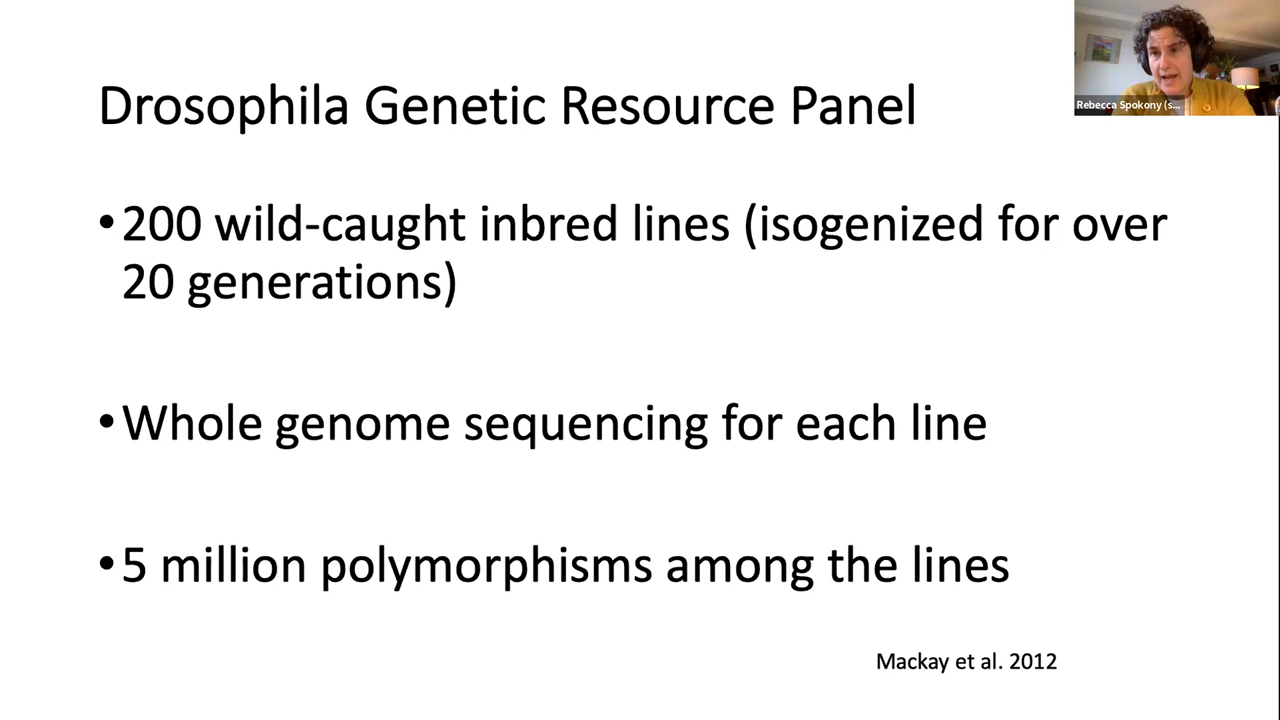 Drosophila Genetic Resource Panel
Rebecca Spokony (s...
•200 wild-caught inbred lines (isogenized for over
20 generations)
•Whole genome sequencing for each line
•5 million polymorphisms among the lines
Mackay et al. 2012